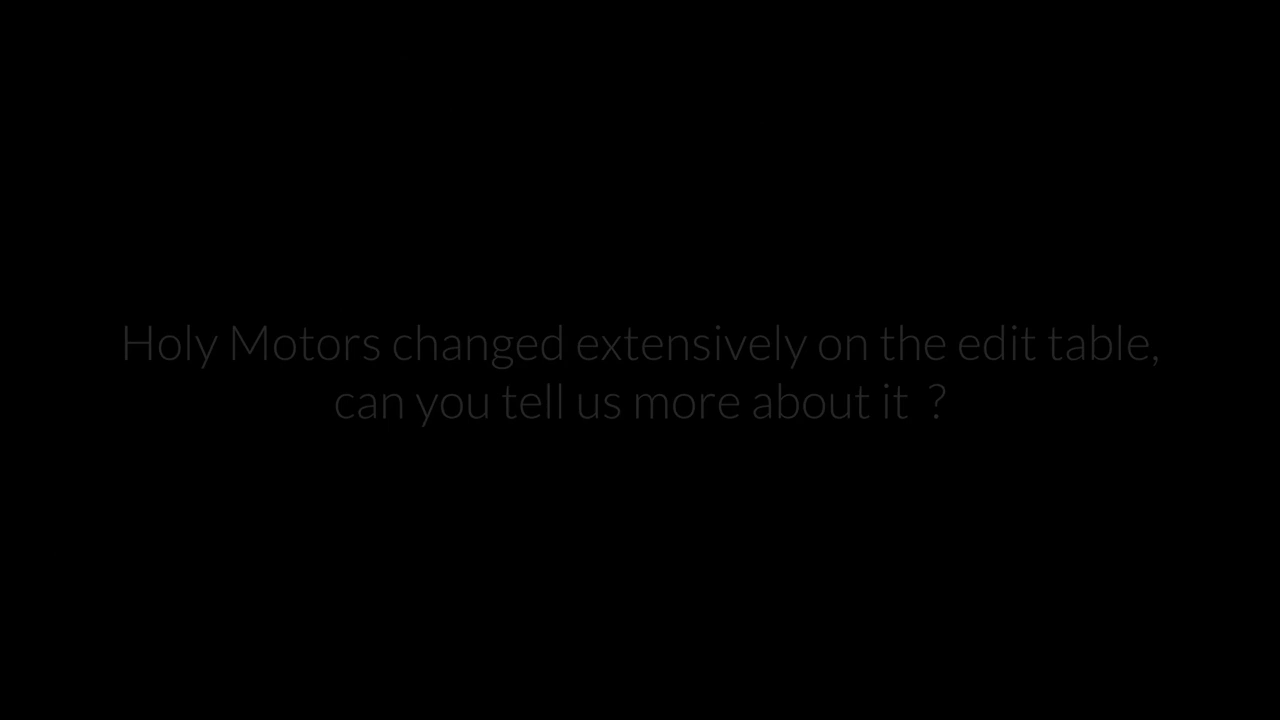 Holy Motors changed extensively on the edit table,
can you tell us more about it  ?